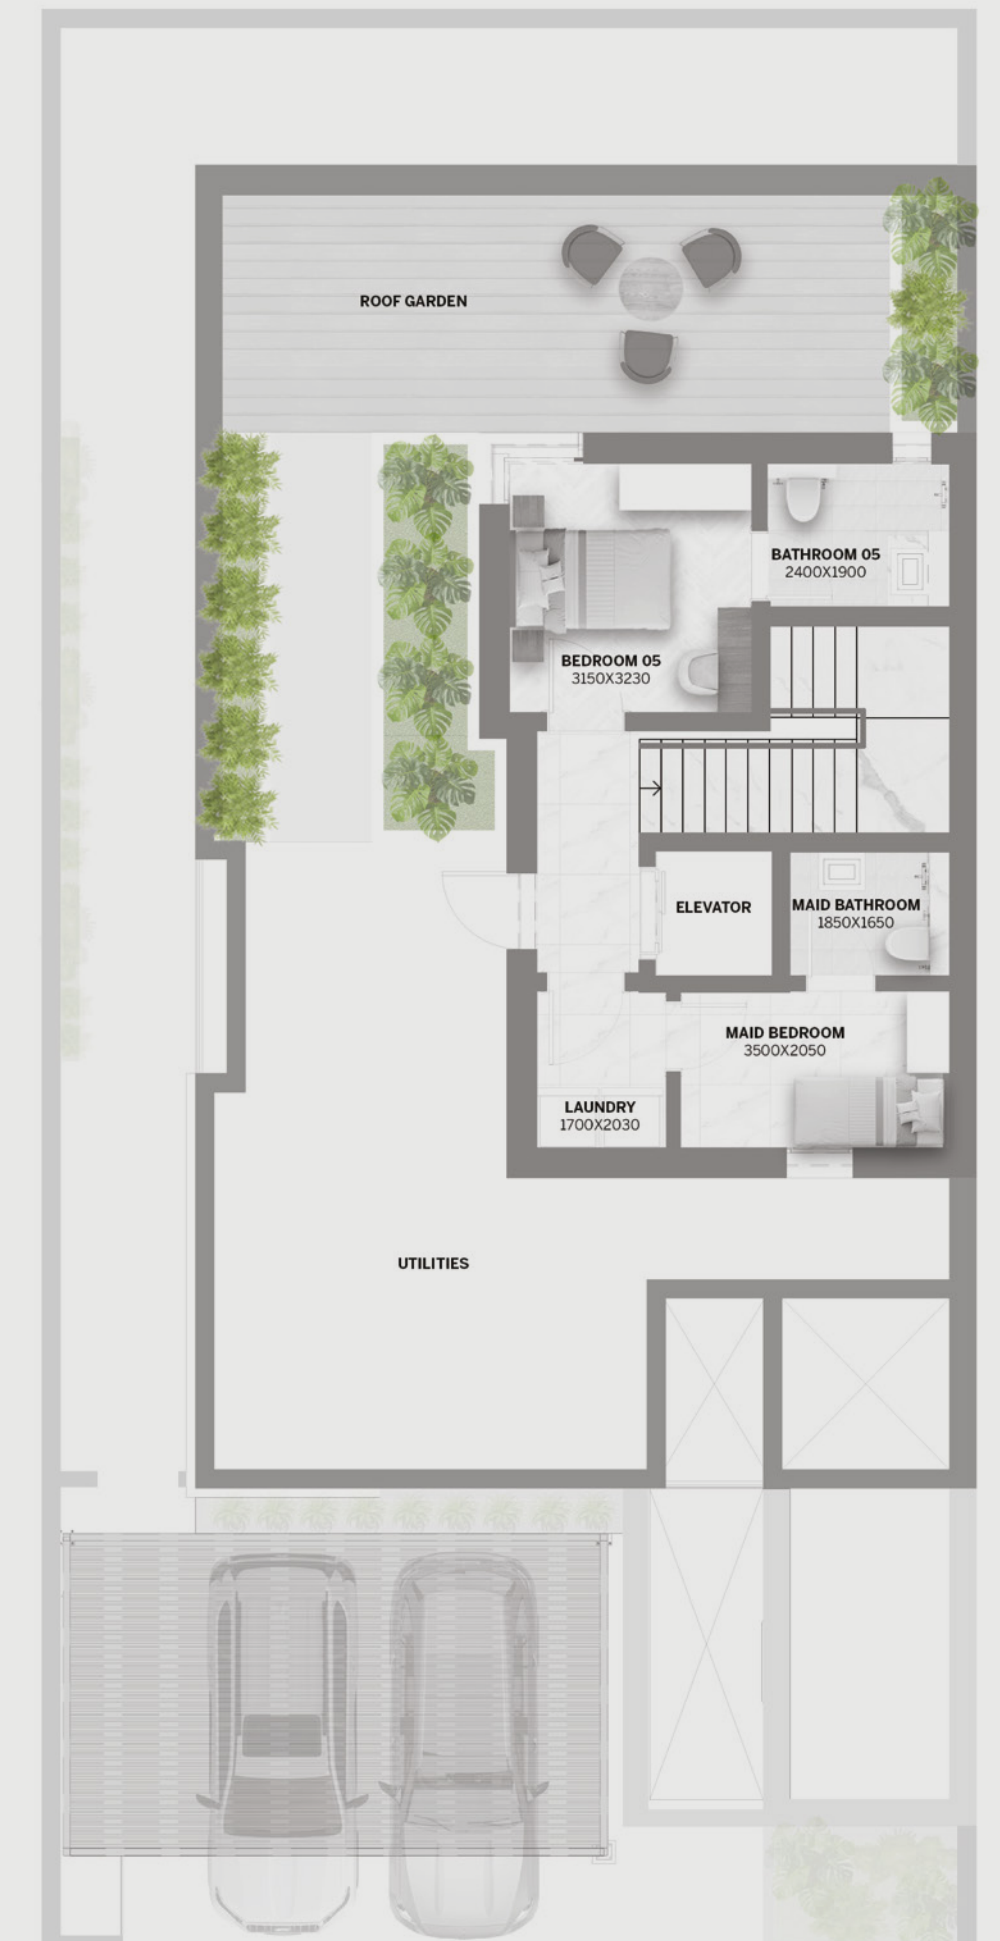 ROOF GARDEN
BATHROOM 05
2400X1900
BEDROOM 05
3150X3230
ELEVATOR
MAID BATHROOM
1850X1650
MAID BEDROOM
3500X2050
LAUNDRY
1700X2030
UTILITIES